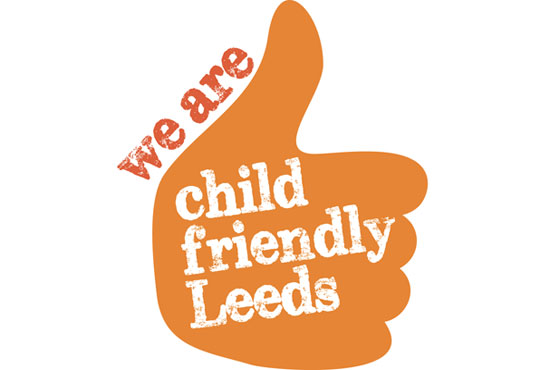 we are
child
friendly
Leeds